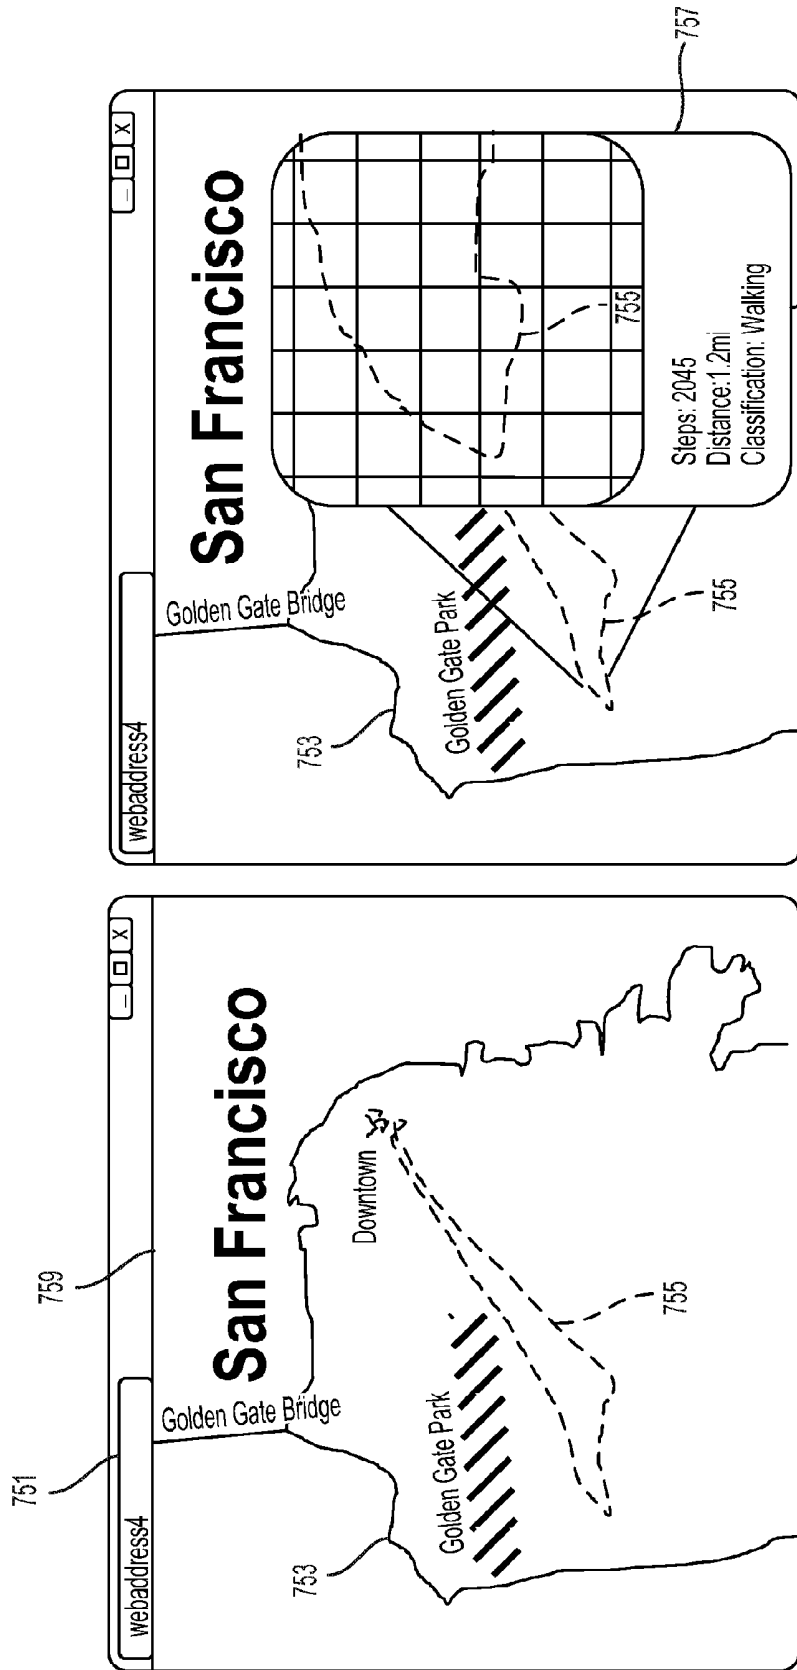 751
759
webaddress4
_ □ X
Golden Gate Bridge
San Francisco
753
Downtown
Golden Gate Park
755
webaddress4
_ □ X
Golden Gate Bridge
San Francisco
753
Golden Gate Park
755
755
Steps: 2045
Distance:1.2mi
Classification: Walking
757